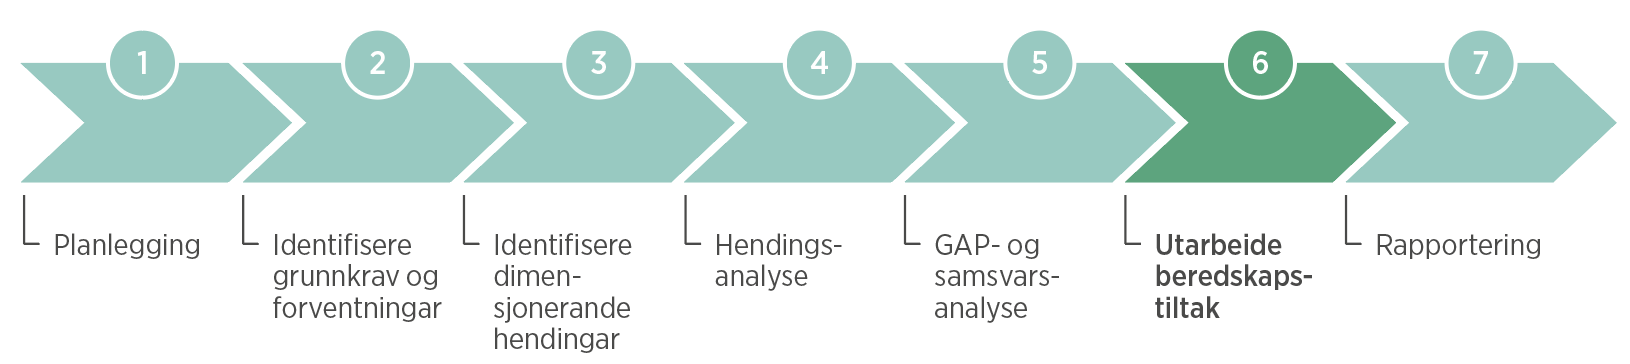 1
2
3
4
5
6
7
Planlegging
Identifisere
grunnkrav og
forventningar
Identifisere
dimen-
sjonerande
hendingar
Hendings-
analyse
GAP- og
samsvars-
analyse
Utarbeide
beredskaps-
tiltak
Rapportering